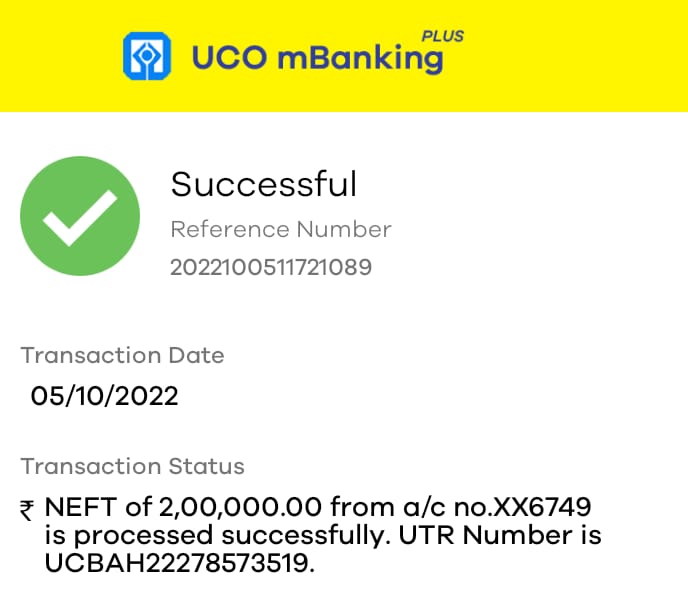 PLUS
UCO mBanking
Successful
Reference Number
2022100511721089
Transaction Date
05/10/2022
Transaction Status
₹ NEFT of 2,00,000.00 from a/c no.XX6749
is processed successfully. UTR Number is
UCBAH22278573519.